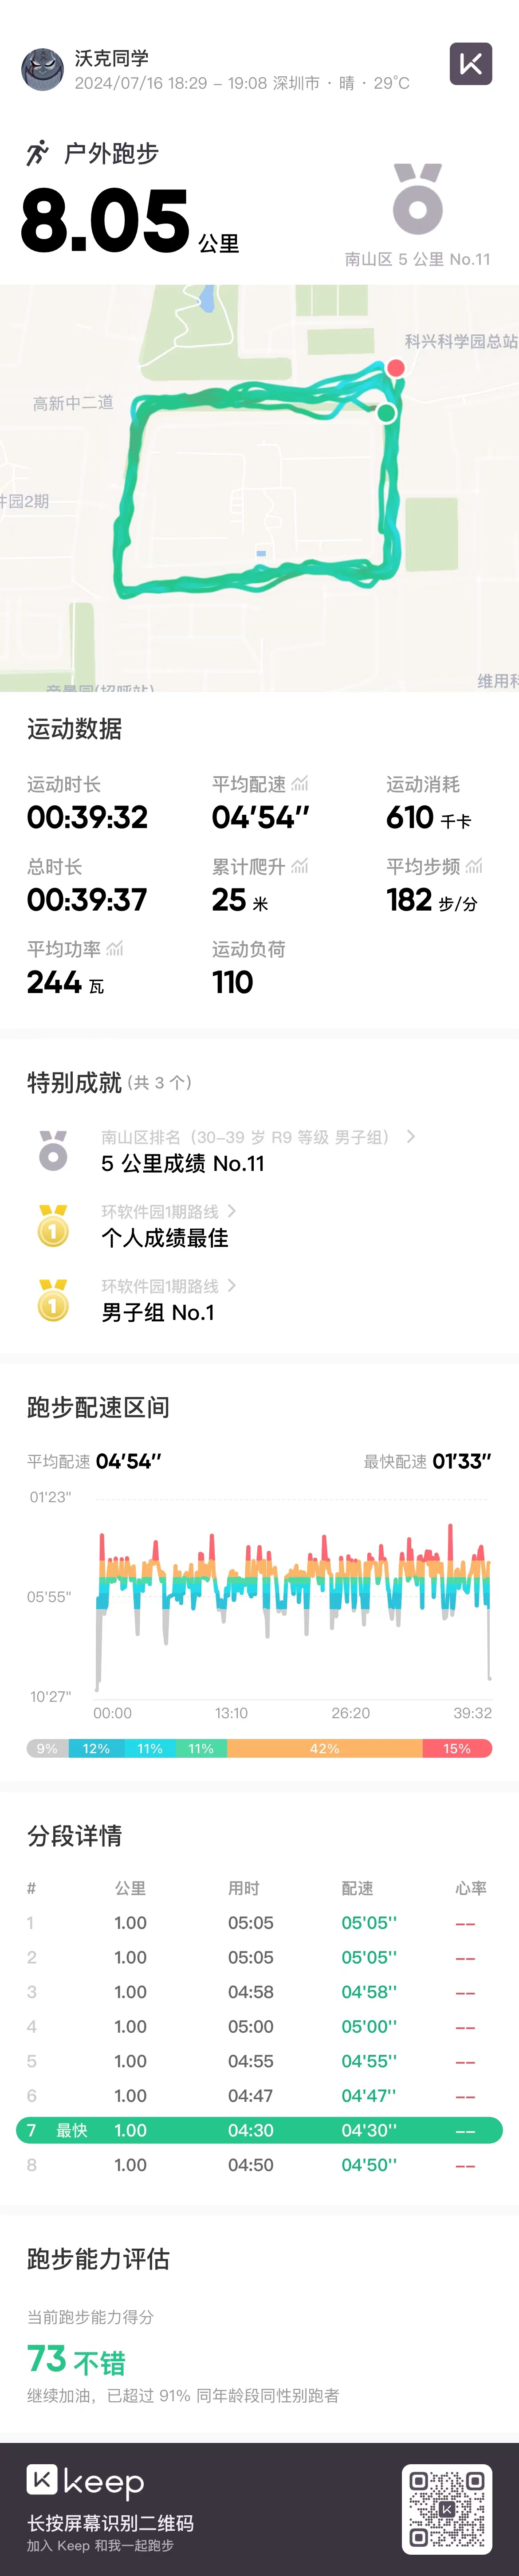 沃克同学
2024/07/16 18:29 - 19:08 深圳市 · 晴 · 29°C
户外跑步
8.05 公里
南山区 5 公里 No.11
科兴科学园总站
高新中二道
件园2期
维用科
运动数据
运动时长 平均配速 运动消耗
00:39:32 04'54" 610 千卡
总时长 累计爬升 平均步频
00:39:37 25 米 182 步/分
平均功率 运动负荷
244 瓦 110
特别成就 (共 3 个)
南山区排名（30-39 岁 R9 等级 男子组）
5 公里成绩 No.11
环软件园1期路线
个人成绩最佳
环软件园1期路线
男子组 No.1
跑步配速区间
平均配速 04'54" 最快配速 01'33"
01'23"
05'55"
10'27"
00:00 13:10 26:20 39:32
9% 12% 11% 11% 42% 15%
分段详情
# 公里 用时 配速 心率
1 1.00 05:05 05'05'' --
2 1.00 05:05 05'05'' --
3 1.00 04:58 04'58'' --
4 1.00 05:00 05'00'' --
5 1.00 04:55 04'55'' --
6 1.00 04:47 04'47'' --
7 最快 1.00 04:30 04'30'' --
8 1.00 04:50 04'50'' --
跑步能力评估
当前跑步能力得分
73 不错
继续加油，已超过 91% 同年龄段同性别跑者
keep
长按屏幕识别二维码
加入 Keep 和我一起跑步